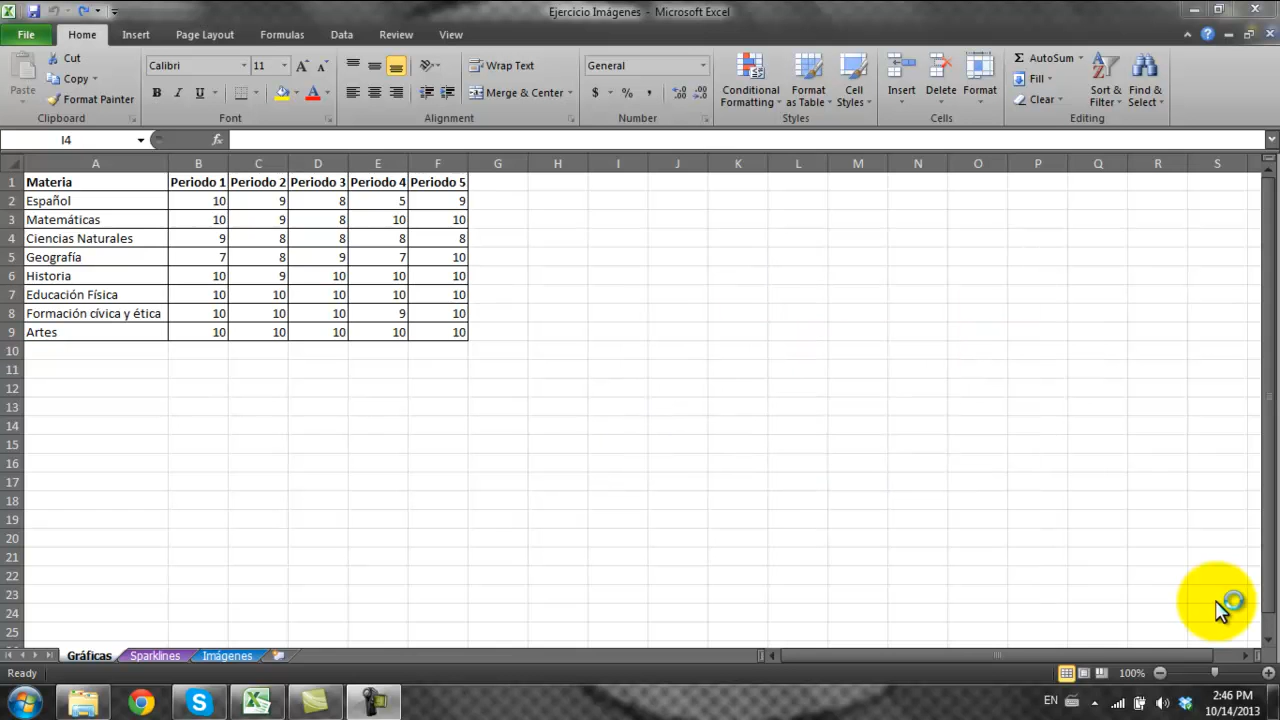 Ejercicio Imágenes - Microsoft Excel
File Home Insert Page Layout Formulas Data Review View
Paste Cut Copy Format Painter
Calibri 11
B I U A A A
Wrap Text
Merge & Center
General
$ % , .00 .0
Conditional Formatting Format as Table Cell Styles
Insert Delete Format
AutoSum Fill Clear
Sort & Filter Find & Select
Clipboard Font Alignment Number Styles Cells Editing
I4 fx
A B C D E F G H I J K L M N O P Q R S
1 Materia Periodo 1 Periodo 2 Periodo 3 Periodo 4 Periodo 5
2 Español 10 9 8 5 9
3 Matemáticas 10 9 8 10 10
4 Ciencias Naturales 9 8 8 8 8
5 Geografía 7 8 9 7 10
6 Historia 10 9 10 10 10
7 Educación Física 10 10 10 10 10
8 Formación cívica y ética 10 10 10 9 10
9 Artes 10 10 10 10 10
10
11
12
13
14
15
16
17
18
19
20
21
22
23
24
25
Gráficas Sparklines Imágenes
Ready 100%
EN 2:46 PM
10/14/2013